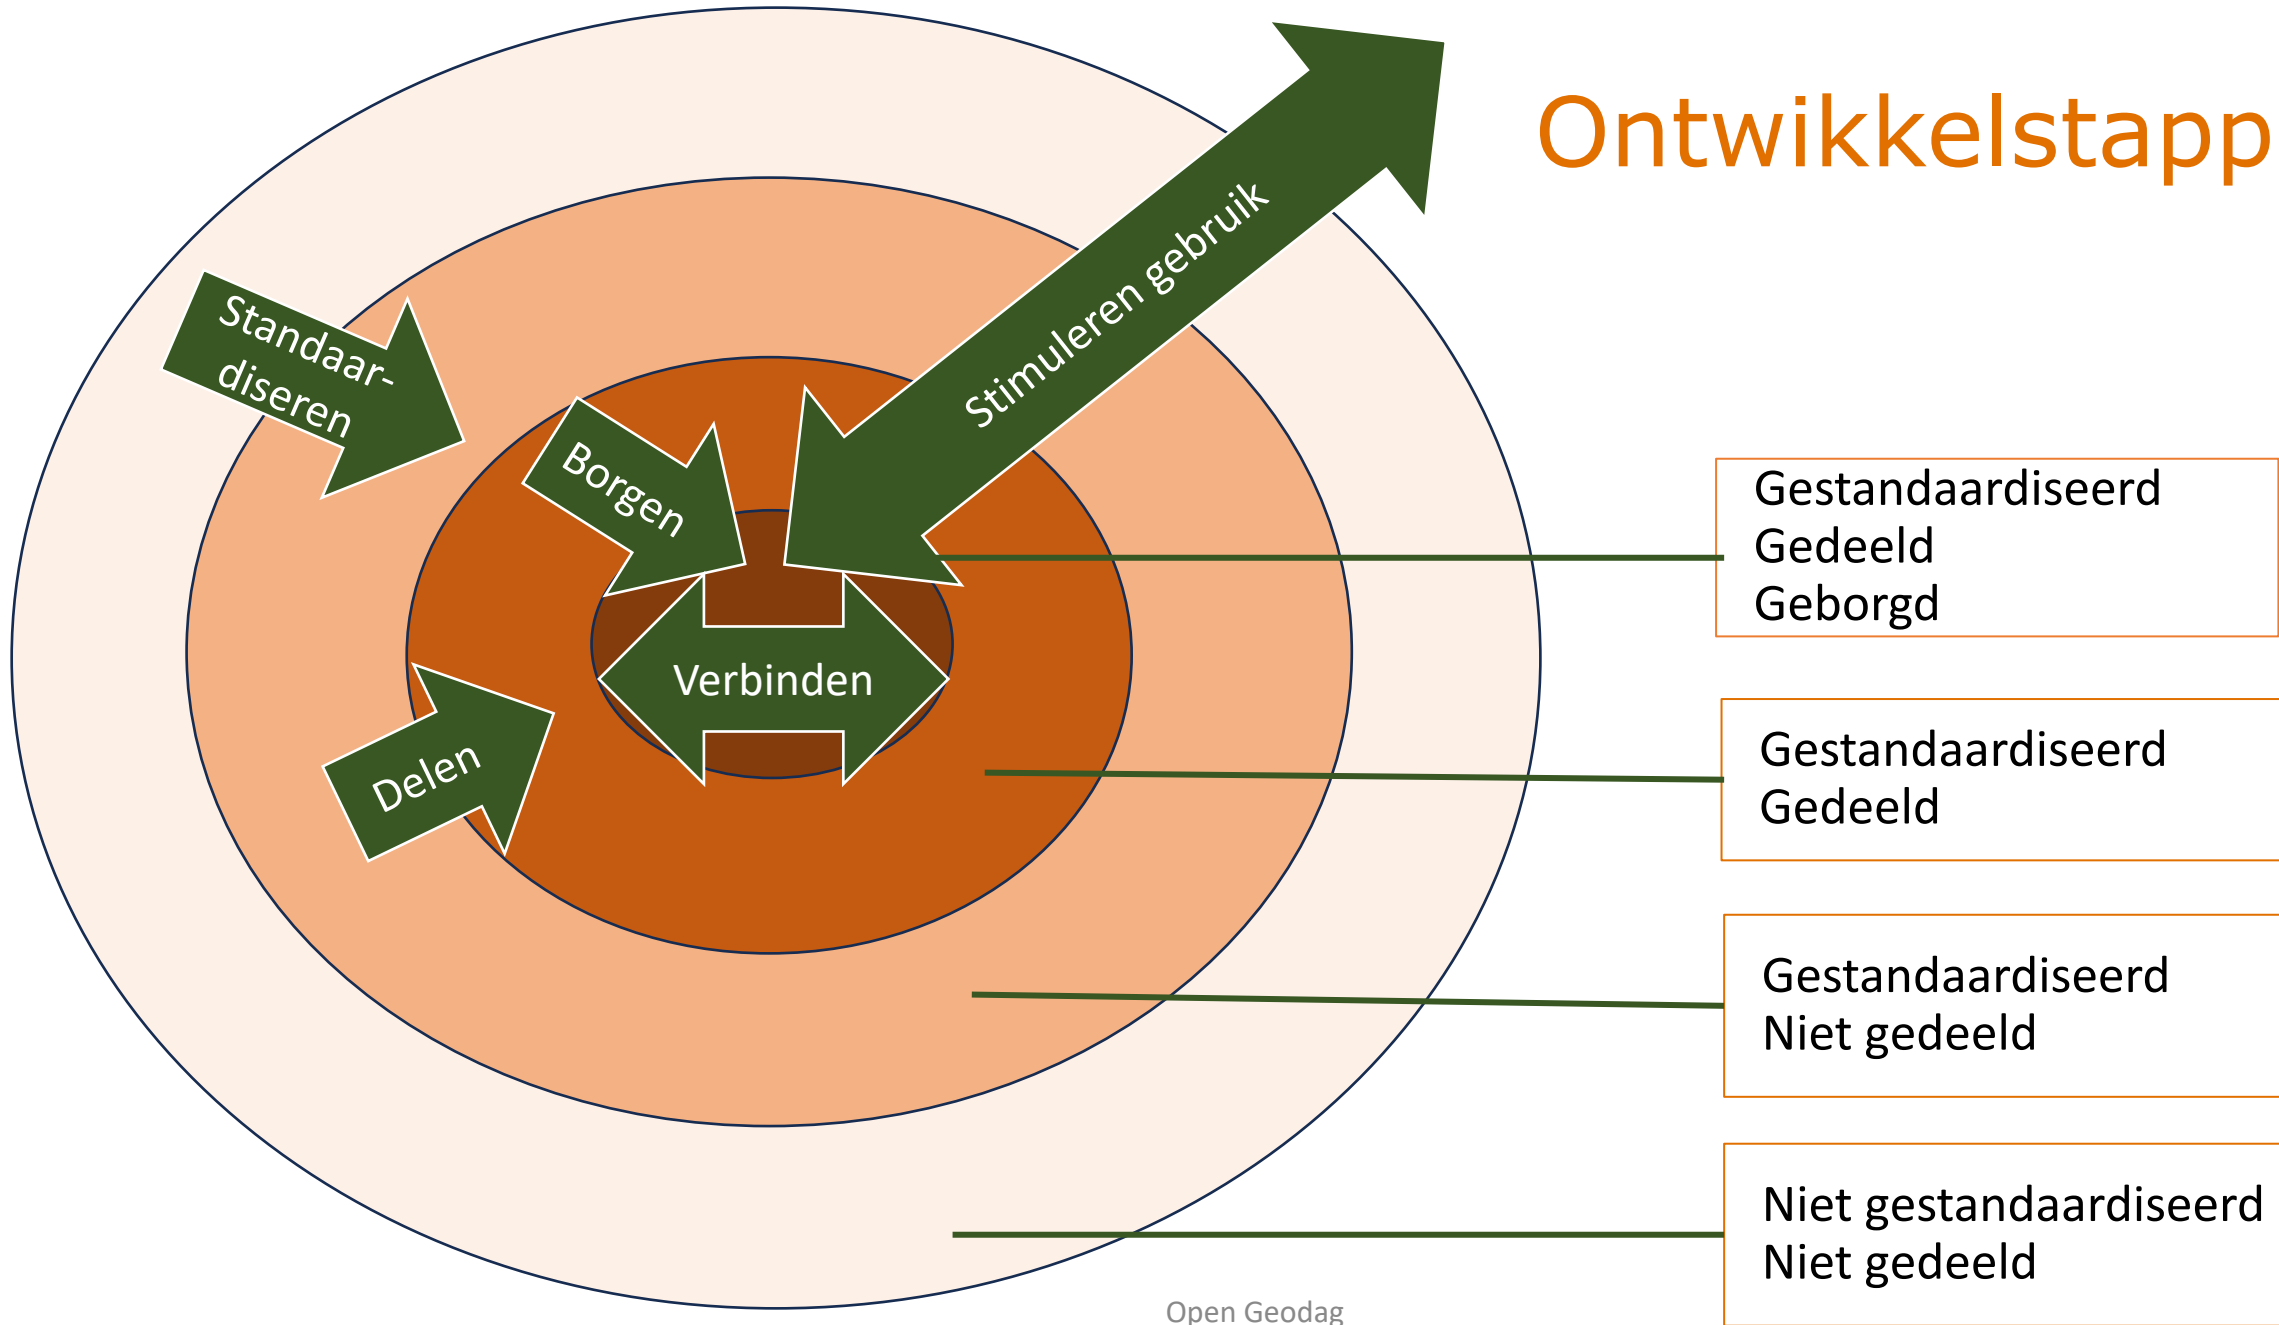 Ontwikkelstapp
Stimuleren gebruik
Standaar-
diseren
Borgen
Verbinden
Delen
Gestandaardiseerd
Gedeeld
Geborgd
Gestandaardiseerd
Gedeeld
Gestandaardiseerd
Niet gedeeld
Niet gestandaardiseerd
Niet gedeeld
Open Geodag